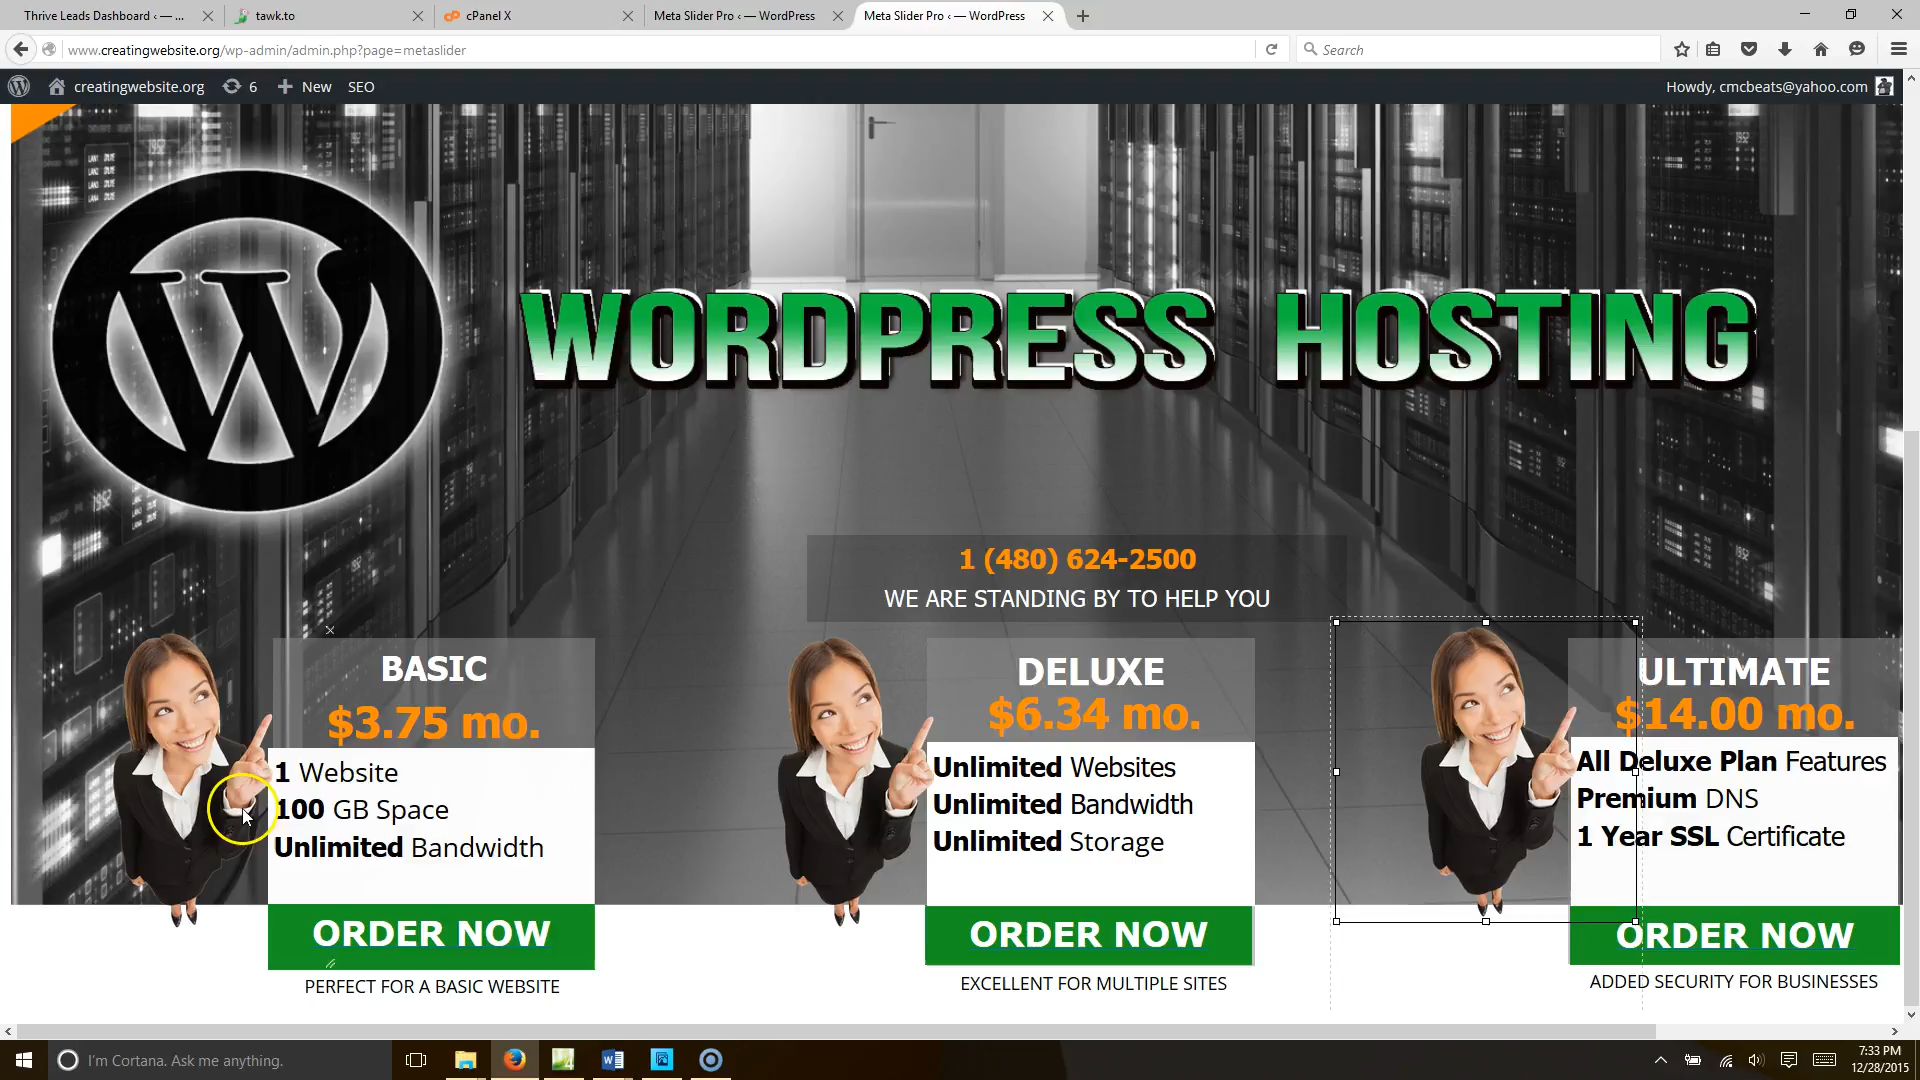 Thrive Leads Dashboard ‹ — ...
tawk.to
cPanel X
Meta Slider Pro ‹ — WordPress
Meta Slider Pro ‹ — WordPress
www.creatingwebsite.org/wp-admin/admin.php?page=metaslider
Search
creatingwebsite.org
6
New
SEO
Howdy, cmcbeats@yahoo.com
WORDPRESS HOSTING
1 (480) 624-2500
WE ARE STANDING BY TO HELP YOU
BASIC
$3.75 mo.
1 Website
100 GB Space
Unlimited Bandwidth
ORDER NOW
PERFECT FOR A BASIC WEBSITE
DELUXE
$6.34 mo.
Unlimited Websites
Unlimited Bandwidth
Unlimited Storage
ORDER NOW
EXCELLENT FOR MULTIPLE SITES
ULTIMATE
$14.00 mo.
All Deluxe Plan Features
Premium DNS
1 Year SSL Certificate
ORDER NOW
ADDED SECURITY FOR BUSINESSES
I'm Cortana. Ask me anything.
7:33 PM
12/28/2015